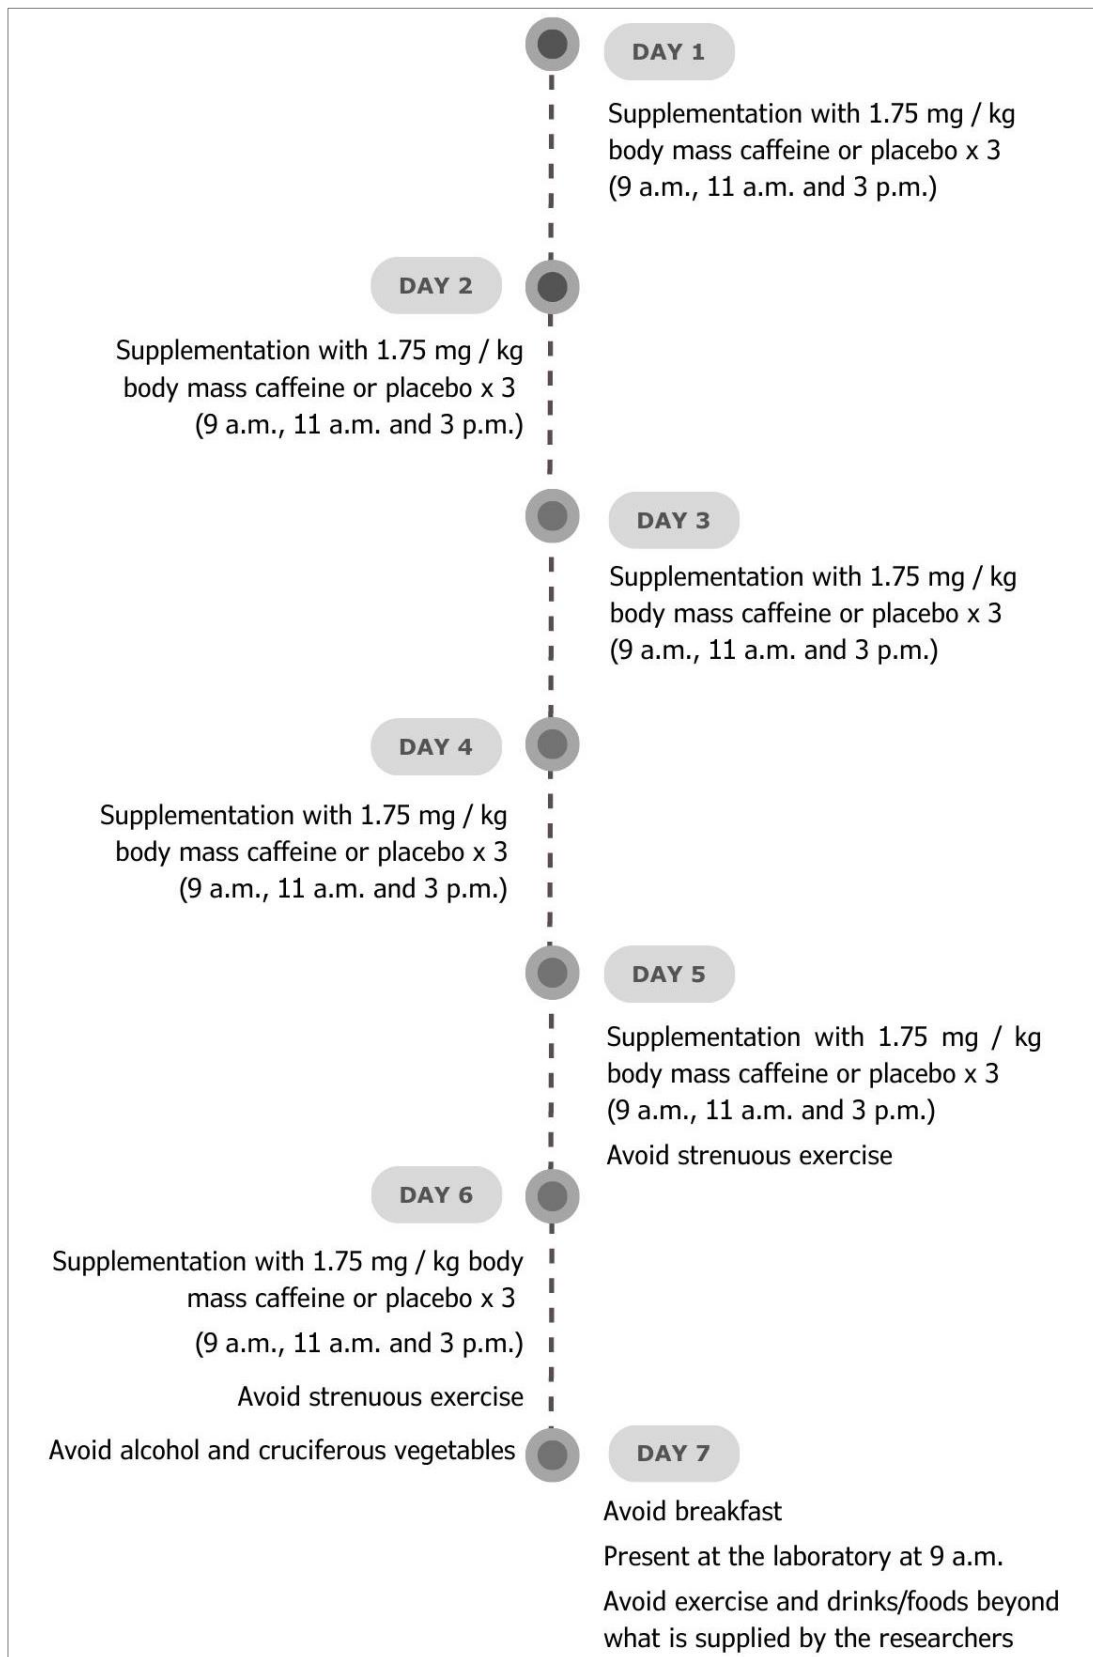 DAY 1
Supplementation with 1.75 mg / kg
body mass caffeine or placebo x 3
(9 a.m., 11 a.m. and 3 p.m.)
DAY 2
Supplementation with 1.75 mg / kg
body mass caffeine or placebo x 3
(9 a.m., 11 a.m. and 3 p.m.)
DAY 3
Supplementation with 1.75 mg / kg
body mass caffeine or placebo x 3
(9 a.m., 11 a.m. and 3 p.m.)
DAY 4
Supplementation with 1.75 mg / kg
body mass caffeine or placebo x 3
(9 a.m., 11 a.m. and 3 p.m.)
DAY 5
Supplementation with 1.75 mg / kg
body mass caffeine or placebo x 3
(9 a.m., 11 a.m. and 3 p.m.)
Avoid strenuous exercise
DAY 6
Supplementation with 1.75 mg / kg body
mass caffeine or placebo x 3
(9 a.m., 11 a.m. and 3 p.m.)
Avoid strenuous exercise
Avoid alcohol and cruciferous vegetables
DAY 7
Avoid breakfast
Present at the laboratory at 9 a.m.
Avoid exercise and drinks/foods beyond
what is supplied by the researchers